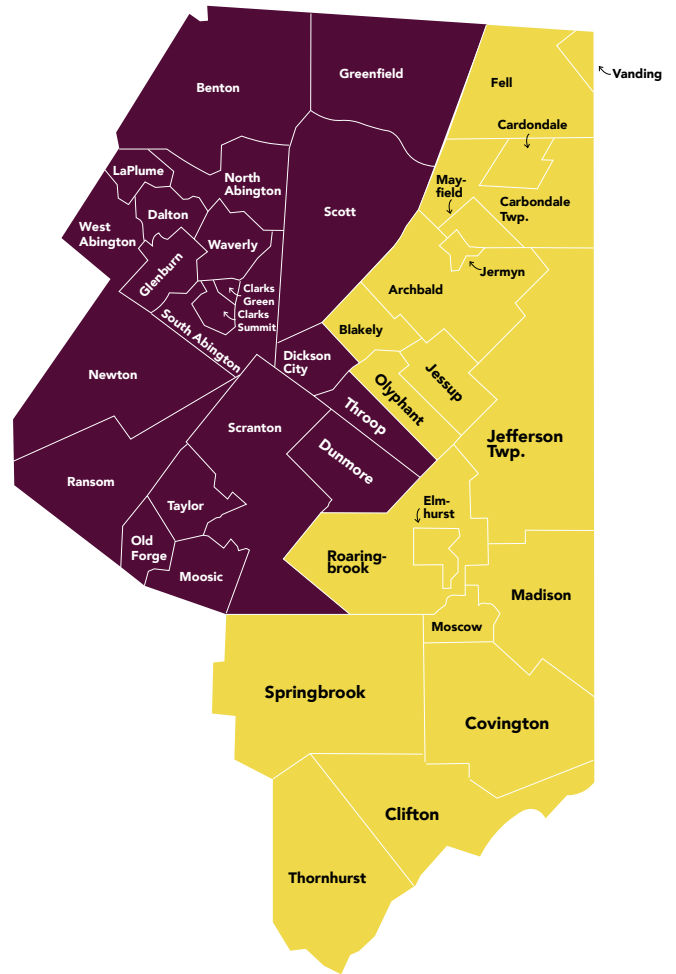 Benton
Greenfield
Fell
Vanding
Cardondale
LaPlume
North
Abington
May-
field
Carbondale
Twp.
Dalton
Scott
West
Abington
Waverly
Glenburn
Jermyn
Clarks
Green
Archbald
Clarks
Summit
South Abington
Blakely
Dickson
City
Newton
Jessup
Olyphant
Throop
Scranton
Jefferson
Twp.
Dunmore
Ransom
Taylor
Elm-
hurst
Old
Forge
Roaring-
brook
Moosic
Madison
Moscow
Springbrook
Covington
Clifton
Thornhurst